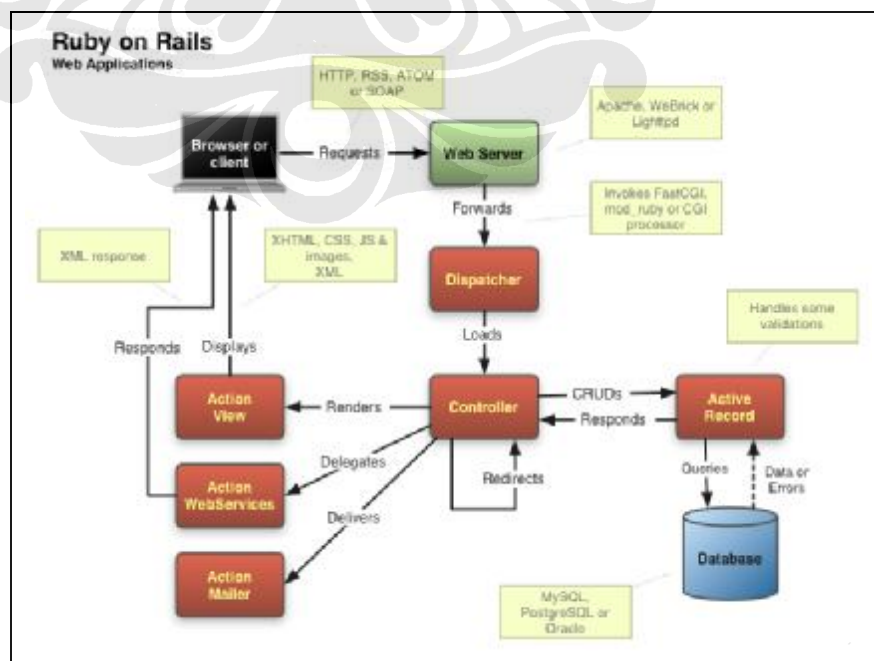 Ruby on Rails
Web Applications
HTTP, RSS, ATOM
or SOAP
Apache, WeBrick or
Lighttpd
Browser or
client
Requests
Web Server
Forwards
Invokes FastCGI,
mod_ruby or CGI
processor
XML response
XHTML, CSS, JS &
images,
XML
Dispatcher
Handles some
validations
Responds
Displays
Loads
Action
View
Renders
Controller
CRUDs
Responds
Active
Record
Delegates
Redirects
Queries
Data or
Errors
Action
WebServices
Delivers
Database
Action
Mailer
MySQL,
PostgreSQL or
Oracle